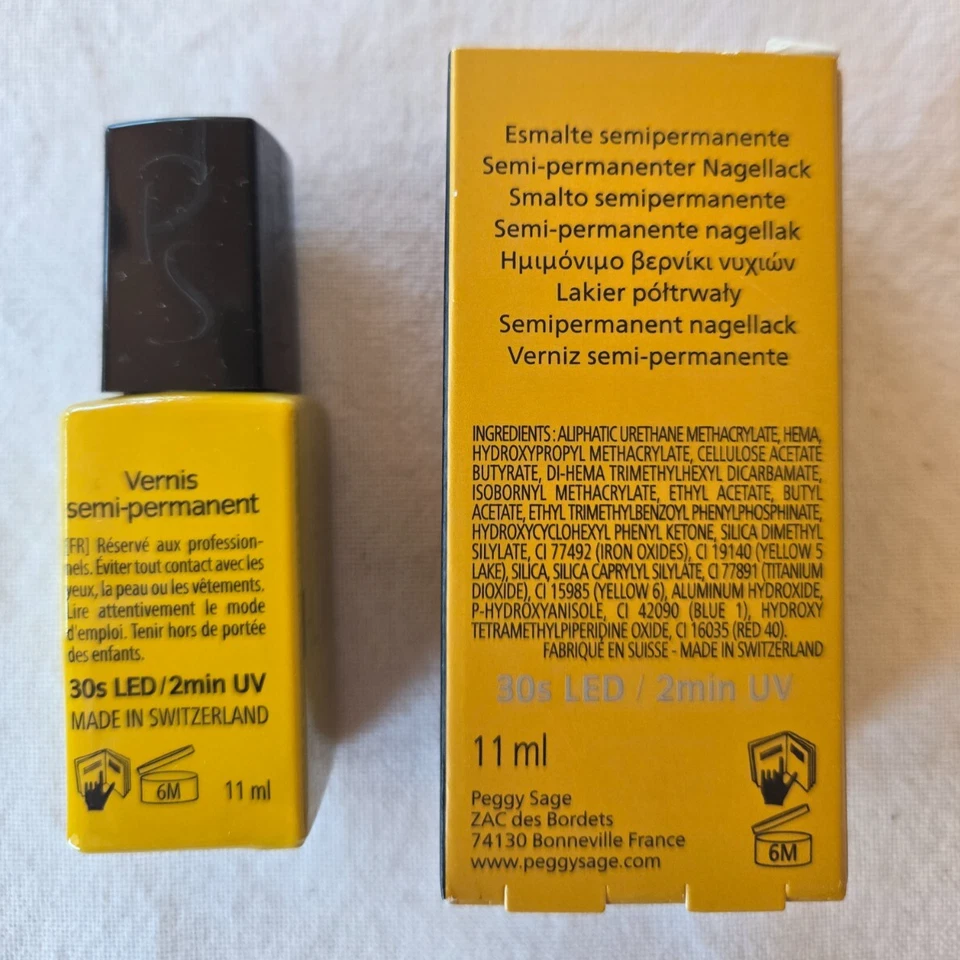 PS
Vernis
semi-permanent
[FR] Réservé aux profession-
nels. Éviter tout contact avec les
yeux, la peau ou les vêtements.
Lire attentivement le mode
d'emploi. Tenir hors de portée
des enfants.
30s LED/2min UV
MADE IN SWITZERLAND
6M
11 ml
Esmalte semipermanente
Semi-permanenter Nagellack
Smalto semipermanente
Semi-permanente nagellak
Ημιμόνιμο βερνίκι νυχιών
Lakier półtrwały
Semipermanent nagellack
Verniz semi-permanente
INGREDIENTS : ALIPHATIC URETHANE METHACRYLATE, HEMA,
HYDROXYPROPYL METHACRYLATE, CELLULOSE ACETATE
BUTYRATE, DI-HEMA TRIMETHYLHEXYL DICARBAMATE,
ISOBORNYL METHACRYLATE, ETHYL ACETATE, BUTYL
ACETATE, ETHYL TRIMETHYLBENZOYL PHENYLPHOSPHINATE,
HYDROXYCYCLOHEXYL PHENYL KETONE, SILICA DIMETHYL
SILYLATE, CI 77492 (IRON OXIDES), CI 19140 (YELLOW 5
LAKE), SILICA, SILICA CAPRYLYL SILYLATE, CI 77891 (TITANIUM
DIOXIDE), CI 15985 (YELLOW 6), ALUMINUM HYDROXIDE,
P-HYDROXYANISOLE, CI 42090 (BLUE 1), HYDROXY
TETRAMETHYLPIPERIDINE OXIDE, CI 16035 (RED 40).
FABRIQUÉ EN SUISSE - MADE IN SWITZERLAND
30s LED / 2min UV
11 ml
Peggy Sage
ZAC des Bordets
74130 Bonneville France
www.peggysage.com
6M